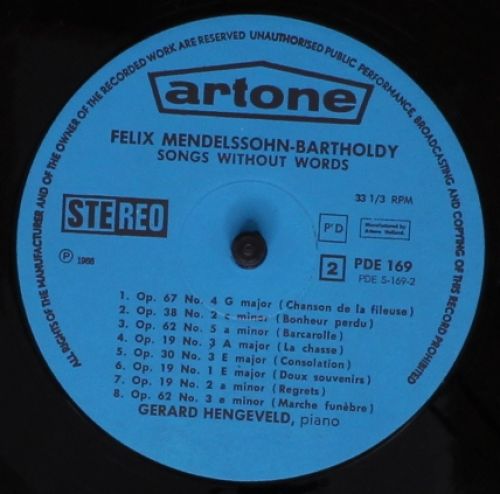 ALL RIGHTS OF THE MANUFACTURER AND OF THE OWNER OF THE RECORDED WORK ARE RESERVED UNAUTHORISED PUBLIC PERFORMANCE, BROADCASTING AND COPYING OF THIS RECORD PROHIBITED
artone
FELIX MENDELSSOHN-BARTHOLDY
SONGS WITHOUT WORDS
33 1/3 RPM
STEREO
P'D
Manufactured by
Artone Holland.
2 PDE 169
PDE S-169-2
Ⓟ 1966
1. Op. 67 No. 4 G major (Chanson de la fileuse)
2. Op. 38 No. 2 c minor (Bonheur perdu)
3. Op. 62 No. 5 a minor (Barcarolle)
4. Op. 19 No. 3 A major (La chasse)
5. Op. 30 No. 3 E major (Consolation)
6. Op. 19 No. 1 E major (Doux souvenirs)
7. Op. 19 No. 2 a minor (Regrets)
8. Op. 62 No. 3 e minor (Marche funèbre)
GERARD HENGEVELD, piano